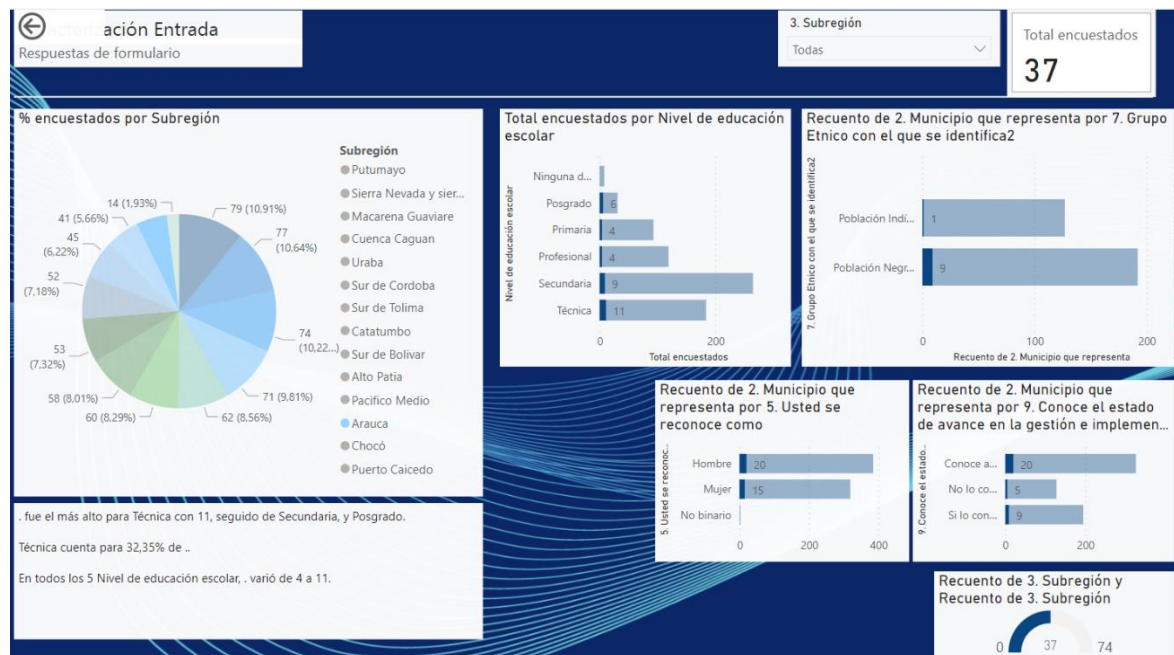 ación Entrada
Respuestas de formulario
3. Subregión
Todas
Total encuestados
37
% encuestados por Subregión
Subregión
Putumayo
Sierra Nevada y sier...
Macarena Guaviare
Cuenca Caguan
Uraba
Sur de Cordoba
Sur de Tolima
Catatumbo
Sur de Bolivar
Alto Patia
Pacifico Medio
Arauca
Chocó
Puerto Caicedo
79 (10,91%)
77
(10,64%)
74
(10,22...)
71 (9,81%)
62 (8,56%)
60 (8,29%)
58 (8,01%)
53
(7,32%)
52
(7,18%)
45
(6,22%)
41 (5,66%)
14 (1,93%)
Total encuestados por Nivel de educación
escolar
Nivel de educación escolar
Ninguna d...
Posgrado 6
Primaria 4
Profesional 4
Secundaria 9
Técnica 11
0 200
Total encuestados
Recuento de 2. Municipio que representa por 7. Grupo
Etnico con el que se identifica2
7. Grupo Etnico con el que se identifica2
Población Indí... 1
Población Negr... 9
0 100 200
Recuento de 2. Municipio que representa
Recuento de 2. Municipio que
representa por 5. Usted se
reconoce como
5. Usted se reconoc...
Hombre 20
Mujer 15
No binario
0 200 400
Recuento de 2. Municipio que
representa por 9. Conoce el estado
de avance en la gestión e implemen...
9. Conoce el estado...
Conoce a... 20
No lo co... 5
Si lo con... 9
0 200
. fue el más alto para Técnica con 11, seguido de Secundaria, y Posgrado.
Técnica cuenta para 32,35% de ..
En todos los 5 Nivel de educación escolar, . varió de 4 a 11.
Recuento de 3. Subregión y
Recuento de 3. Subregión
0 37 74